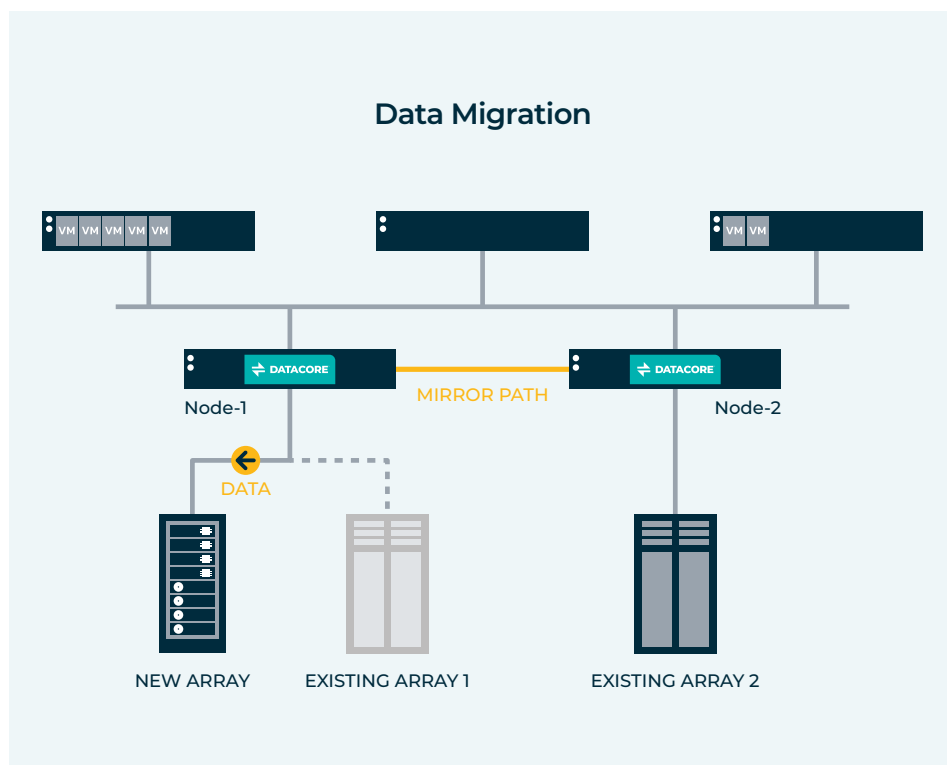 Data Migration
VM VM VM VM VM
VM VM
DATACORE
DATACORE
MIRROR PATH
Node-1
Node-2
DATA
NEW ARRAY
EXISTING ARRAY 1
EXISTING ARRAY 2